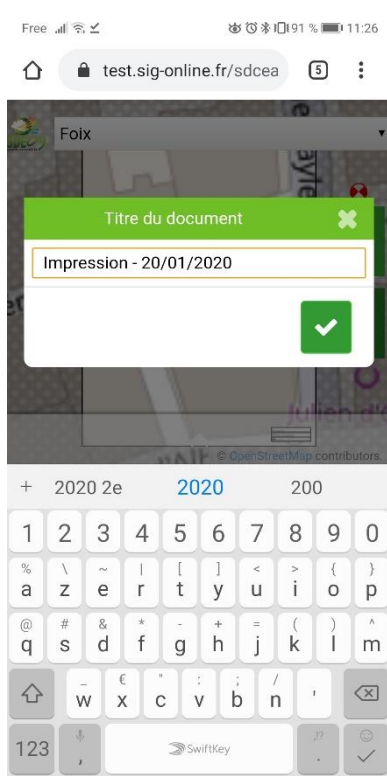 Free 91 % 11:26
test.sig-online.fr/sdcea 5
Foix
Titre du document
Impression - 20/01/2020
© OpenStreetMap contributors.
+ 2020 2e 2020 200
1 2 3 4 5 6 7 8 9 0
% \ ~ | [ ] < > { }
a z e r t y u i o p
@ # & * - + = ( ) ^
q s d f g h j k l m
_ € " : ; /
w x c v b n '
123 , SwiftKey .